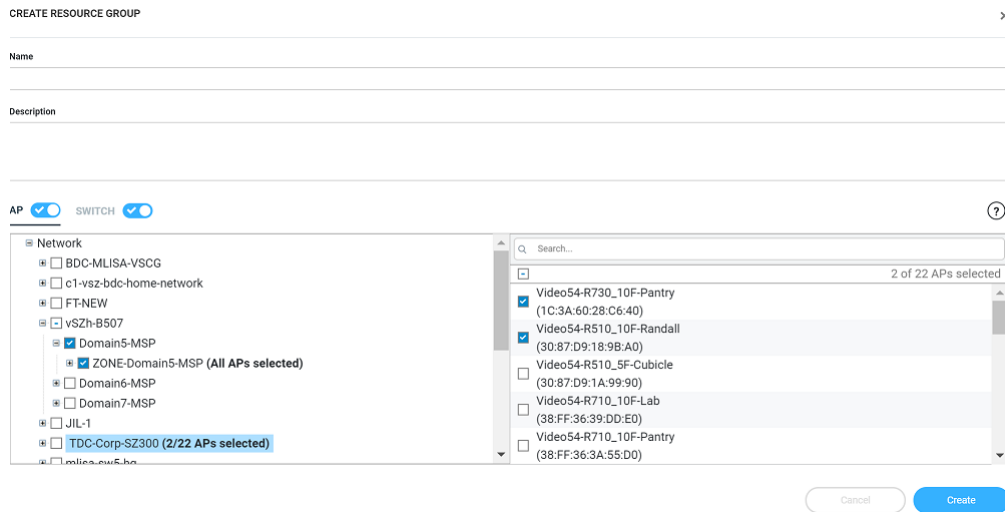 CREATE RESOURCE GROUP
Name
Description
AP
SWITCH
?
Network
BDC-MLISA-VSCG
c1-vsz-bdc-home-network
FT-NEW
vSZh-B507
Domain5-MSP
ZONE-Domain5-MSP (All APs selected)
Domain6-MSP
Domain7-MSP
JIL-1
TDC-Corp-SZ300 (2/22 APs selected)
mlisa-sw5-hg
Search...
2 of 22 APs selected
Video54-R730_10F-Pantry
(1C:3A:60:28:C6:40)
Video54-R510_10F-Randall
(30:87:D9:18:9B:A0)
Video54-R510_5F-Cubicle
(30:87:D9:1A:99:90)
Video54-R710_10F-Lab
(38:FF:36:39:DD:E0)
Video54-R710_10F-Pantry
(38:FF:36:3A:55:D0)
Cancel
Create